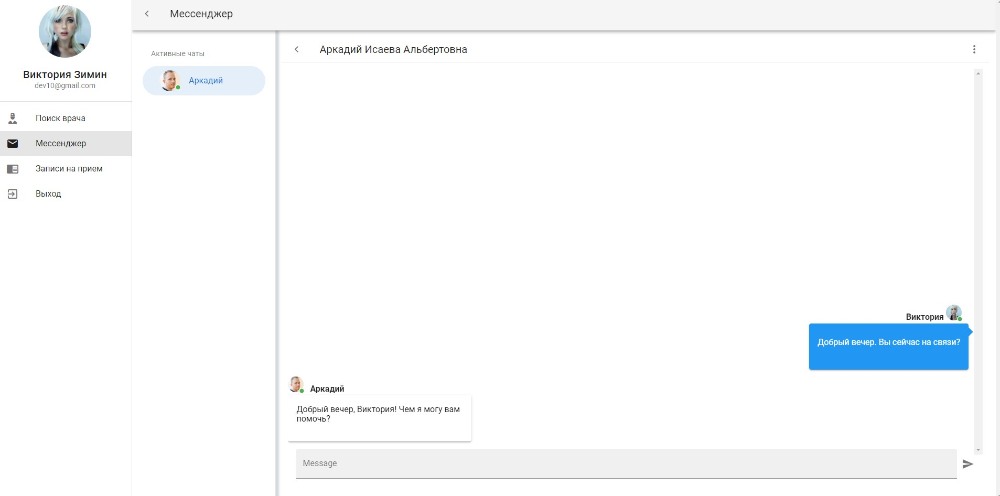 Виктория Зимин
dev10@gmail.com
Поиск врача
Мессенджер
Записи на прием
Выход
Мессенджер
Активные чаты
Аркадий
Аркадий Исаева Альбертовна
Виктория
Добрый вечер. Вы сейчас на связи?
Аркадий
Добрый вечер, Виктория! Чем я могу вам
помочь?
Message